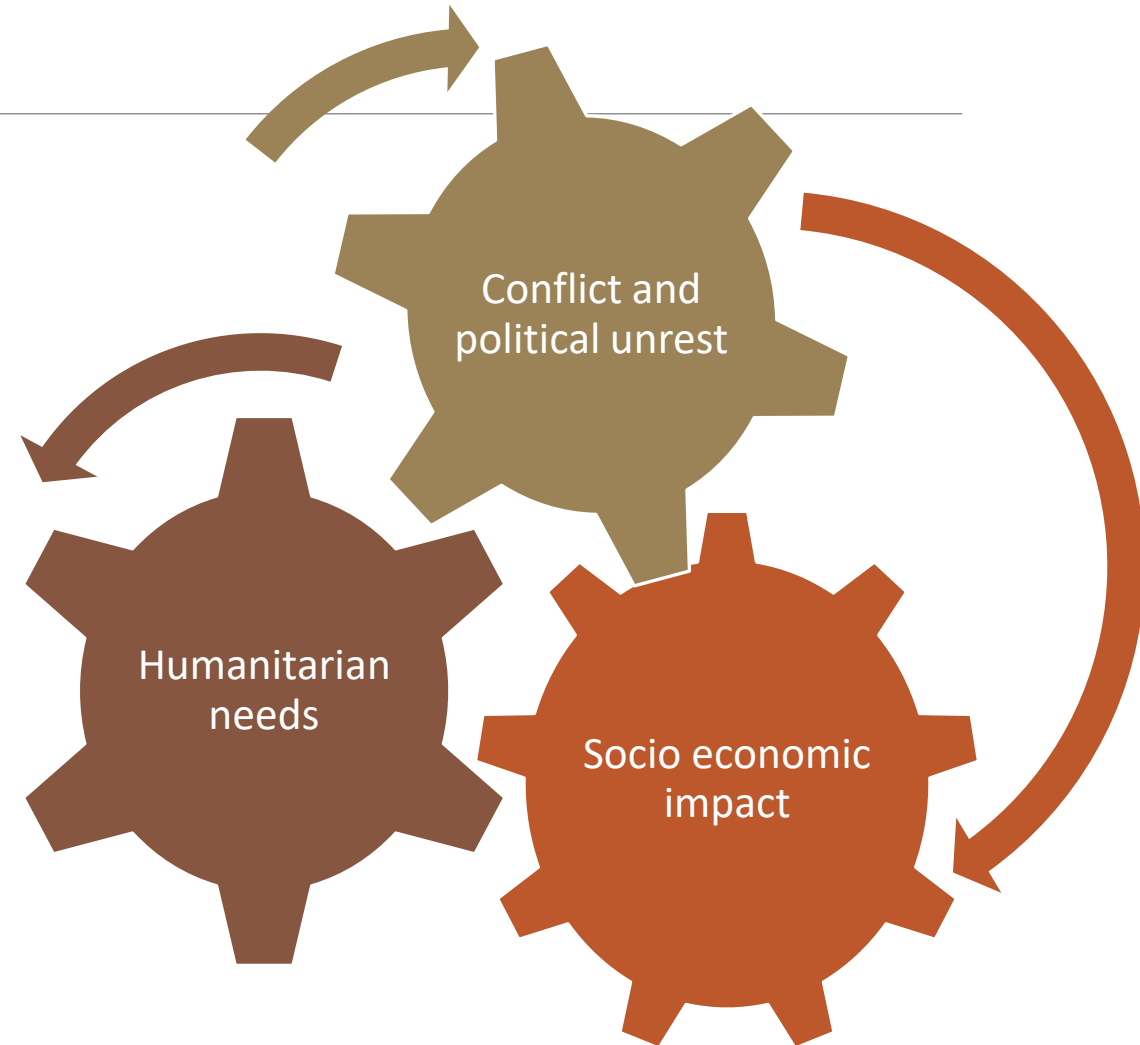 Conflict and
political unrest
Humanitarian
needs
Socio economic
impact